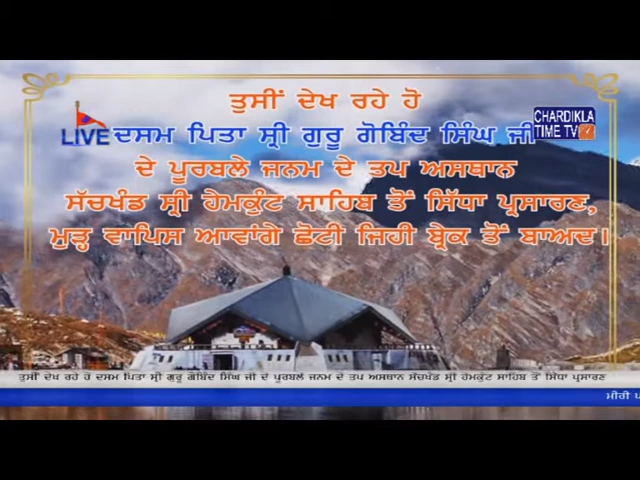 ਤੁਸੀਂ ਦੇਖ ਰਹੇ ਹੋ
LIVE
ਦਸਮ ਪਿਤਾ ਸ੍ਰੀ ਗੁਰੂ ਗੋਬਿੰਦ ਸਿੰਘ ਜੀ
CHARDIKLA
TIME TV
ਦੇ ਪੂਰਬਲੇ ਜਨਮ ਦੇ ਤਪ ਅਸਥਾਨ
ਸੱਚਖੰਡ ਸ੍ਰੀ ਹੇਮਕੁੰਟ ਸਾਹਿਬ ਤੋਂ ਸਿੱਧਾ ਪ੍ਰਸਾਰਣ,
ਮੁੜ੍ਹ ਵਾਪਿਸ ਆਵਾਂਗੇ ਛੋਟੀ ਜਿਹੀ ਬ੍ਰੇਕ ਤੋਂ ਬਾਅਦ।
ਤੁਸੀਂ ਦੇਖ ਰਹੇ ਹੋ ਦਸਮ ਪਿਤਾ ਸ੍ਰੀ ਗੁਰੂ ਗੋਬਿੰਦ ਸਿੰਘ ਜੀ ਦੇ ਪੂਰਬਲੇ ਜਨਮ ਦੇ ਤਪ ਅਸਥਾਨ ਸੱਚਖੰਡ ਸ੍ਰੀ ਹੇਮਕੁੰਟ ਸਾਹਿਬ ਤੋਂ ਸਿੱਧਾ ਪ੍ਰਸਾਰਣ
ਮੀਰੀ